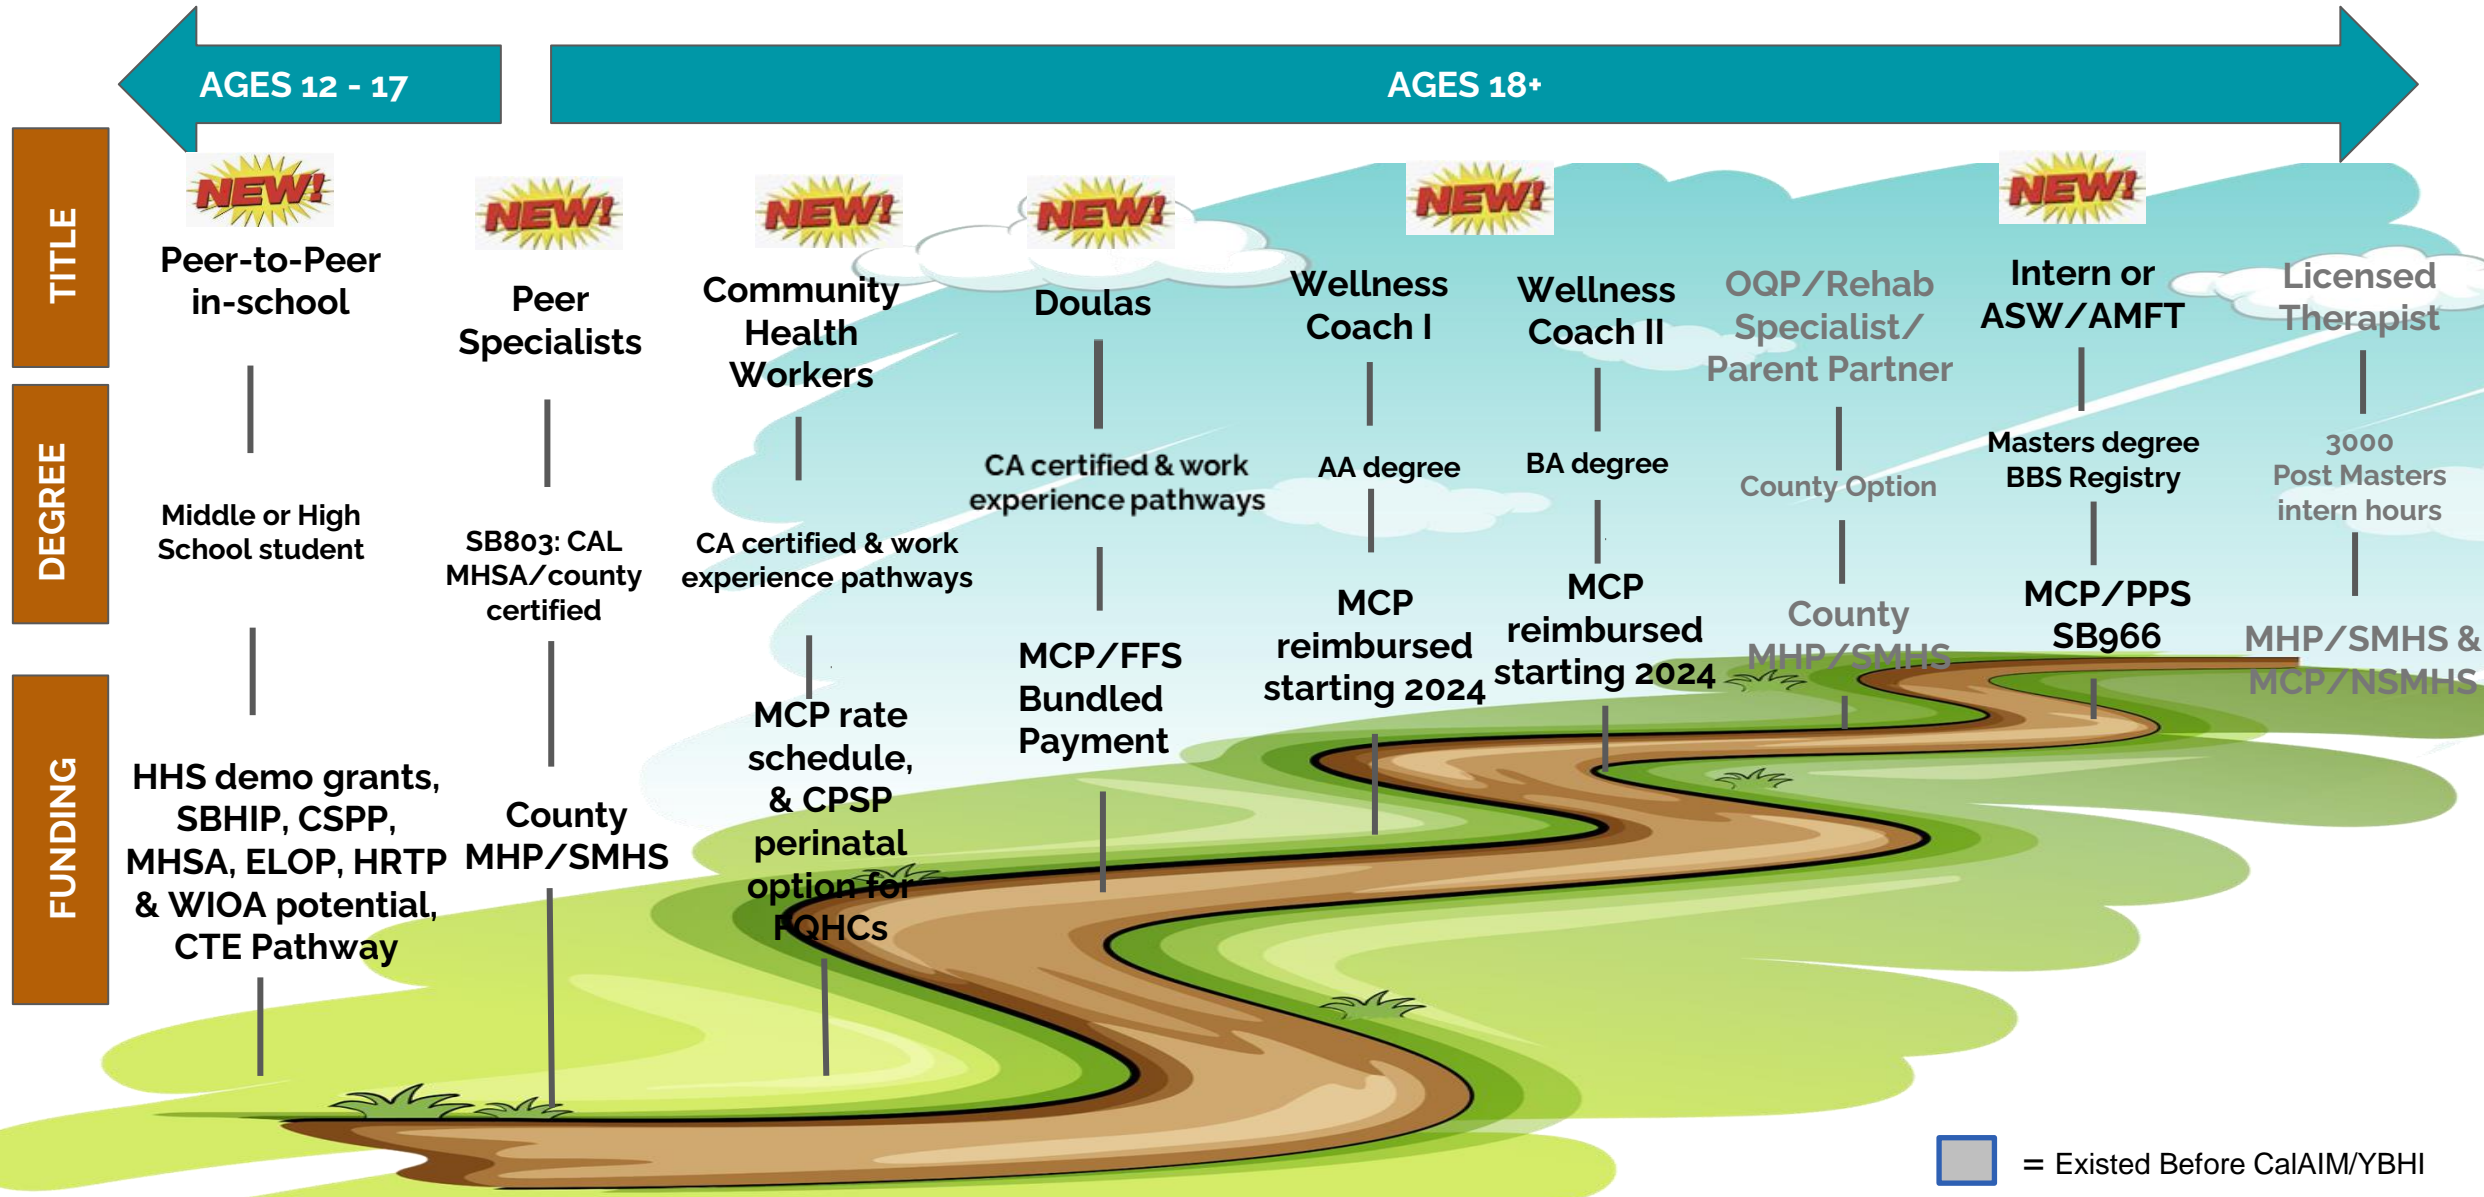 AGES 12 - 17
AGES 18+
TITLE
DEGREE
FUNDING
NEW!
Peer-to-Peer
in-school
Middle or High
School student
HHS demo grants,
SBHIP, CSPP,
MHSA, ELOP, HRTP
& WIOA potential,
CTE Pathway
NEW!
Peer
Specialists
SB803: CAL
MHSA/county
certified
County
MHP/SMHS
NEW!
Community
Health
Workers
CA certified & work
experience pathways
MCP rate
schedule,
& CPSP
perinatal
option for
FQHCs
NEW!
Doulas
CA certified & work
experience pathways
MCP/FFS
Bundled
Payment
NEW!
Wellness
Coach I
AA degree
MCP
reimbursed
starting 2024
Wellness
Coach II
BA degree
MCP
reimbursed
starting 2024
OQP/Rehab
Specialist/
Parent Partner
County Option
County
MHP/SMHS
NEW!
Intern or
ASW/AMFT
Masters degree
BBS Registry
MCP/PPS
SB966
Licensed
Therapist
3000
Post Masters
intern hours
MHP/SMHS &
MCP/NSMHS
= Existed Before CalAIM/YBHI